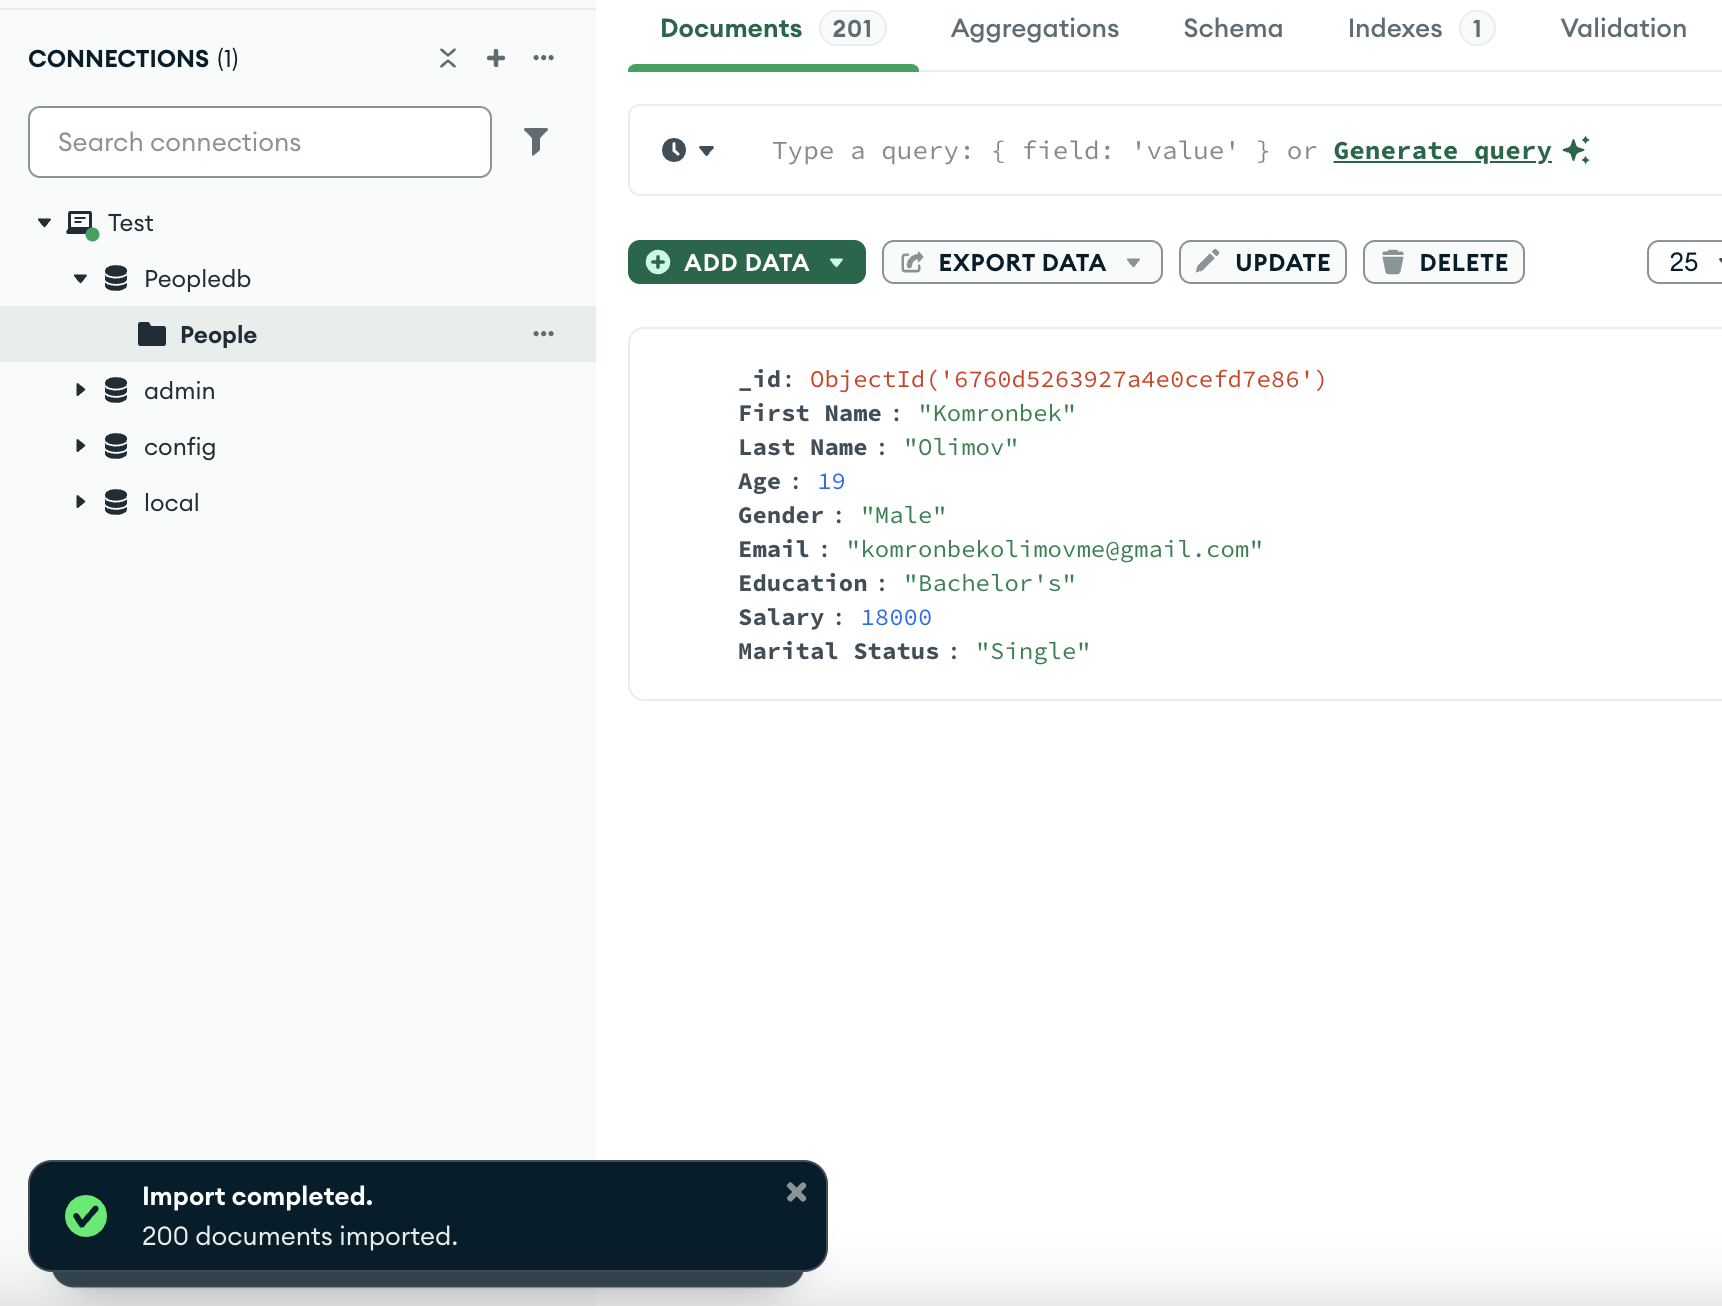 CONNECTIONS (1)
Search connections
Test
Peopledb
People
admin
config
local
Documents 201 Aggregations Schema Indexes 1 Validation
Type a query: { field: 'value' } or Generate query
ADD DATA EXPORT DATA UPDATE DELETE 25
_id: ObjectId('6760d5263927a4e0cefd7e86')
First Name : "Komronbek"
Last Name : "Olimov"
Age : 19
Gender : "Male"
Email : "komronbekolimovme@gmail.com"
Education : "Bachelor's"
Salary : 18000
Marital Status : "Single"
Import completed.
200 documents imported.